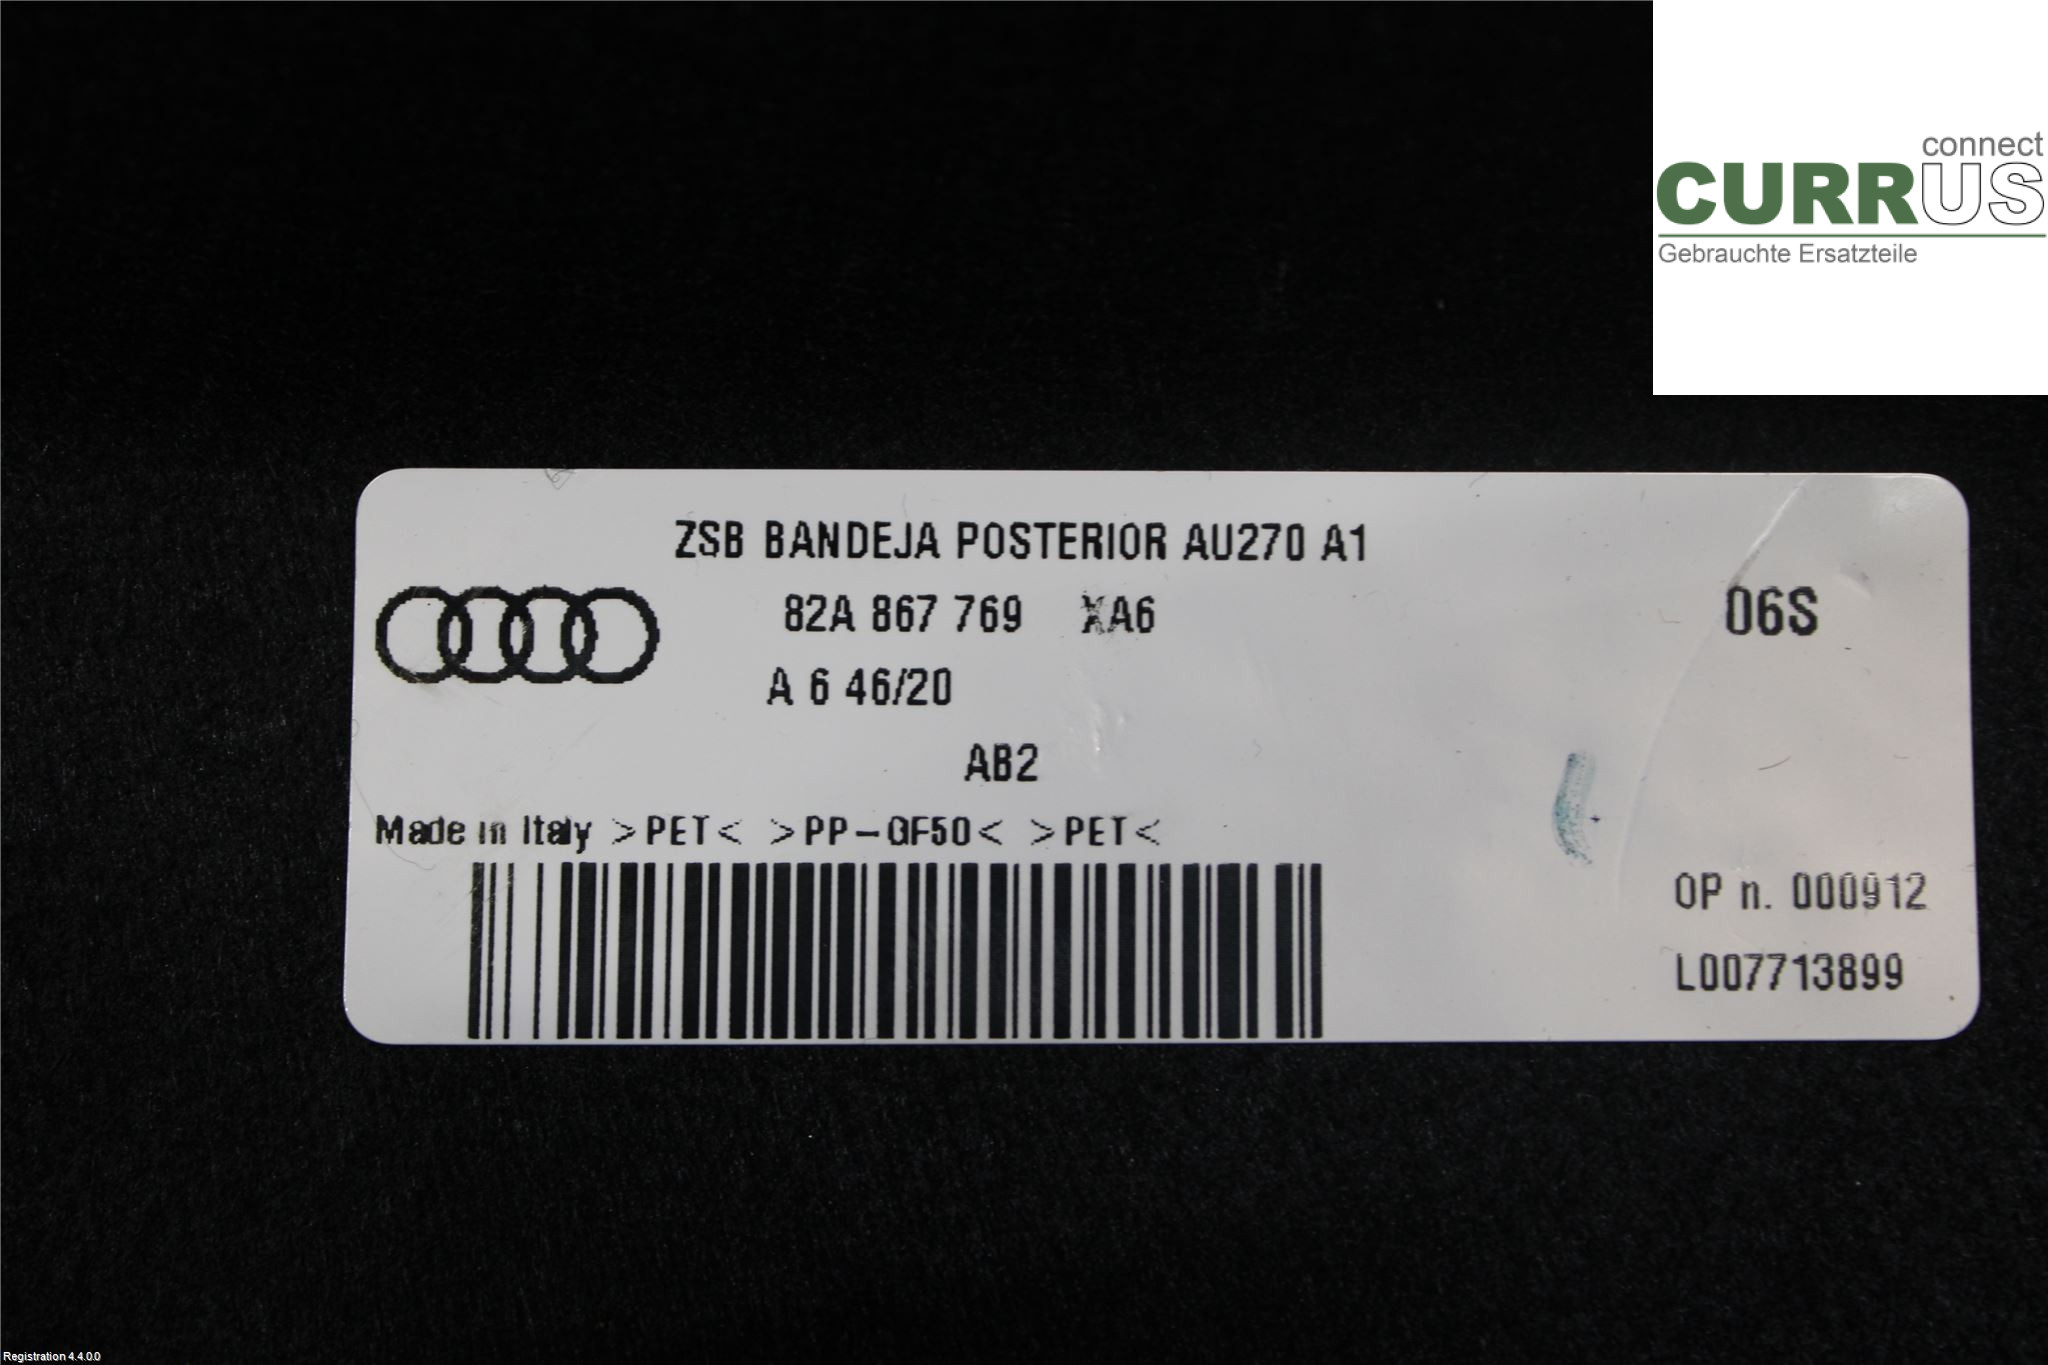 connect
CURRUS
Gebrauchte Ersatzteile
ZSB BANDEJA POSTERIOR AU270 A1
82A 867 769 XA6
06S
A 6 46/20
AB2
Made in Italy >PET< >PP-GF50< >PET<
OP n. 000912
L007713899
Registration 4.4.0.0